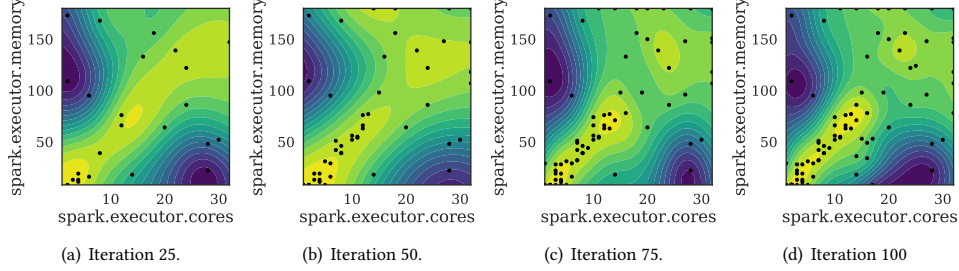 spark.executor.memory
150
100
50
10
20
30
spark.executor.cores
(a) Iteration 25.
spark.executor.memory
150
100
50
10
20
30
spark.executor.cores
(b) Iteration 50.
spark.executor.memory
150
100
50
10
20
30
spark.executor.cores
(c) Iteration 75.
spark.executor.memory
150
100
50
10
20
30
spark.executor.cores
(d) Iteration 100